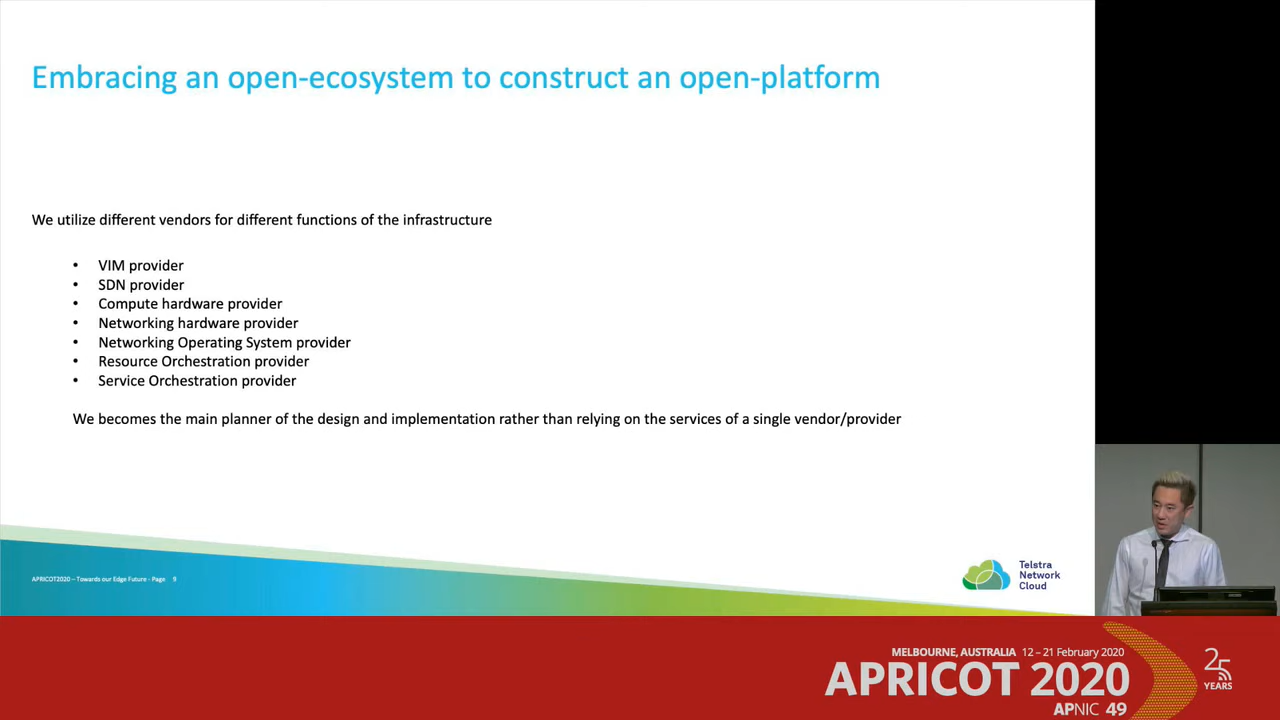 Embracing an open-ecosystem to construct an open-platform
We utilize different vendors for different functions of the infrastructure
• VIM provider
• SDN provider
• Compute hardware provider
• Networking hardware provider
• Networking Operating System provider
• Resource Orchestration provider
• Service Orchestration provider
We becomes the main planner of the design and implementation rather than relying on the services of a single vendor/provider
APRICOT2020 – Towards our Edge Future - Page 9
Telstra
Network
Cloud
MELBOURNE, AUSTRALIA 12 – 21 February 2020
APRICOT 2020
APNIC 49
25
YEARS